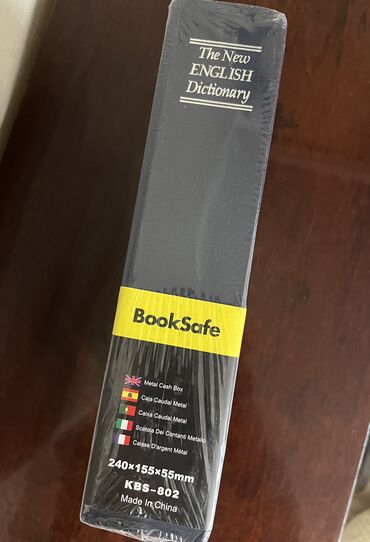 The New
ENGLISH
Dictionary
BookSafe
Metal Cash Box
Caja Caudal Metal
Caixa Caudal Metal
Scelota Dei Contanti Metallo
Caisse D'argent Métal
240×155×55mm
KBS-802
Made In China